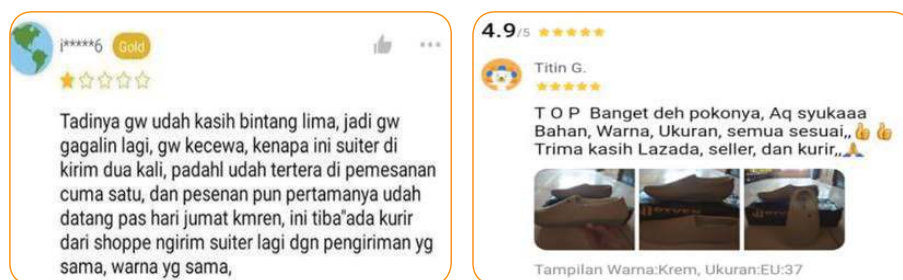 i*****6 Gold
Tadinya gw udah kasih bintang lima, jadi gw
gagalin lagi, gw kecewa, kenapa ini suiter di
kirim dua kali, padahl udah tertera di pemesanan
cuma satu, dan pesenan pun pertamanya udah
datang pas hari jumat kmren, ini tiba"ada kurir
dari shoppe ngirim suiter lagi dgn pengiriman yg
sama, warna yg sama,
4.9/5
Titin G.
T O P Banget deh pokonya, Aq syukaaa
Bahan, Warna, Ukuran, semua sesuai,,👍👍
Trima kasih Lazada, seller, dan kurir,,🙏
Tampilan Warna:Krem, Ukuran:EU:37